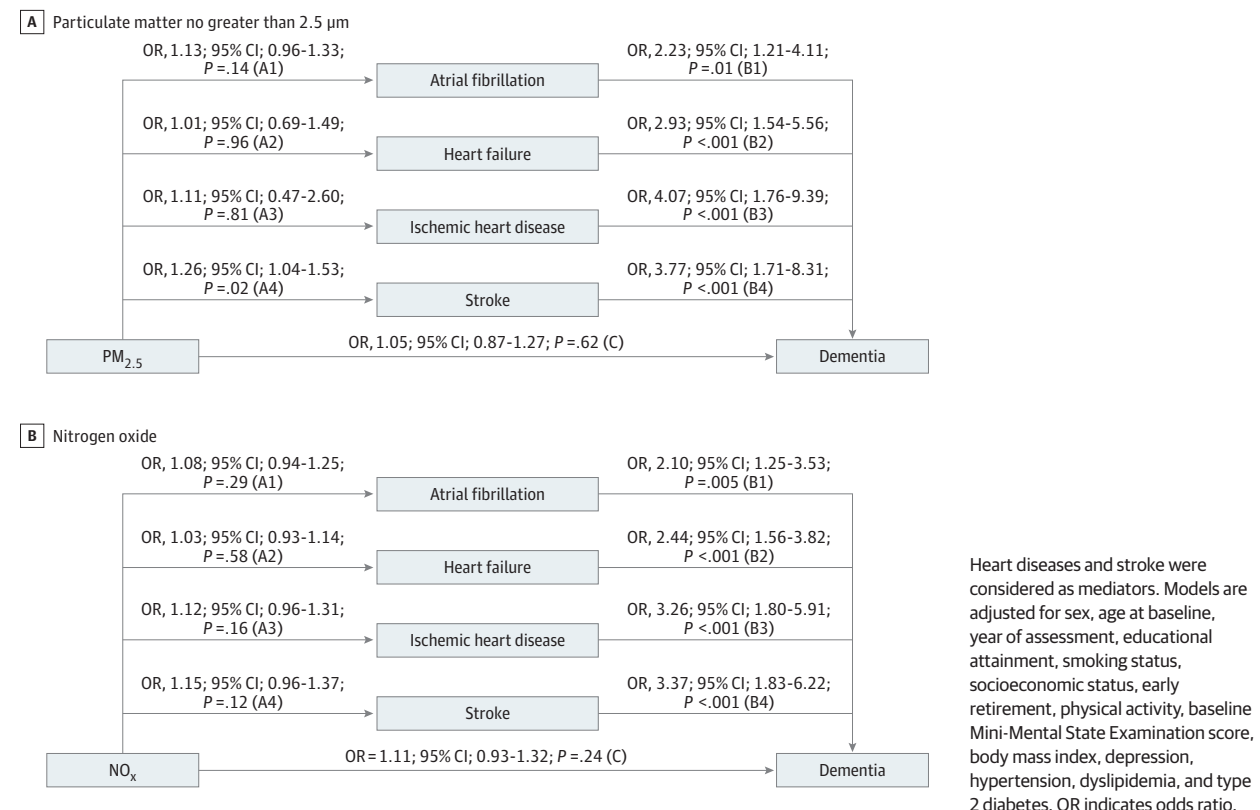 A Particulate matter no greater than 2.5 μm
OR, 1.13; 95% CI; 0.96-1.33;
P =.14 (A1)
Atrial fibrillation
OR, 2.23; 95% CI; 1.21-4.11;
P =.01 (B1)
OR, 1.01; 95% CI; 0.69-1.49;
P =.96 (A2)
Heart failure
OR, 2.93; 95% CI; 1.54-5.56;
P <.001 (B2)
OR, 1.11; 95% CI; 0.47-2.60;
P =.81 (A3)
Ischemic heart disease
OR, 4.07; 95% CI; 1.76-9.39;
P <.001 (B3)
OR, 1.26; 95% CI; 1.04-1.53;
P =.02 (A4)
Stroke
OR, 3.77; 95% CI; 1.71-8.31;
P <.001 (B4)
PM2.5
OR, 1.05; 95% CI; 0.87-1.27; P =.62 (C)
Dementia
B Nitrogen oxide
OR, 1.08; 95% CI; 0.94-1.25;
P =.29 (A1)
Atrial fibrillation
OR, 2.10; 95% CI; 1.25-3.53;
P =.005 (B1)
OR, 1.03; 95% CI; 0.93-1.14;
P =.58 (A2)
Heart failure
OR, 2.44; 95% CI; 1.56-3.82;
P <.001 (B2)
OR, 1.12; 95% CI; 0.96-1.31;
P =.16 (A3)
Ischemic heart disease
OR, 3.26; 95% CI; 1.80-5.91;
P <.001 (B3)
OR, 1.15; 95% CI; 0.96-1.37;
P =.12 (A4)
Stroke
OR, 3.37; 95% CI; 1.83-6.22;
P <.001 (B4)
NOx
OR = 1.11; 95% CI; 0.93-1.32; P =.24 (C)
Dementia
Heart diseases and stroke were
considered as mediators. Models are
adjusted for sex, age at baseline,
year of assessment, educational
attainment, smoking status,
socioeconomic status, early
retirement, physical activity, baseline
Mini-Mental State Examination score,
body mass index, depression,
hypertension, dyslipidemia, and type
2 diabetes. OR indicates odds ratio.